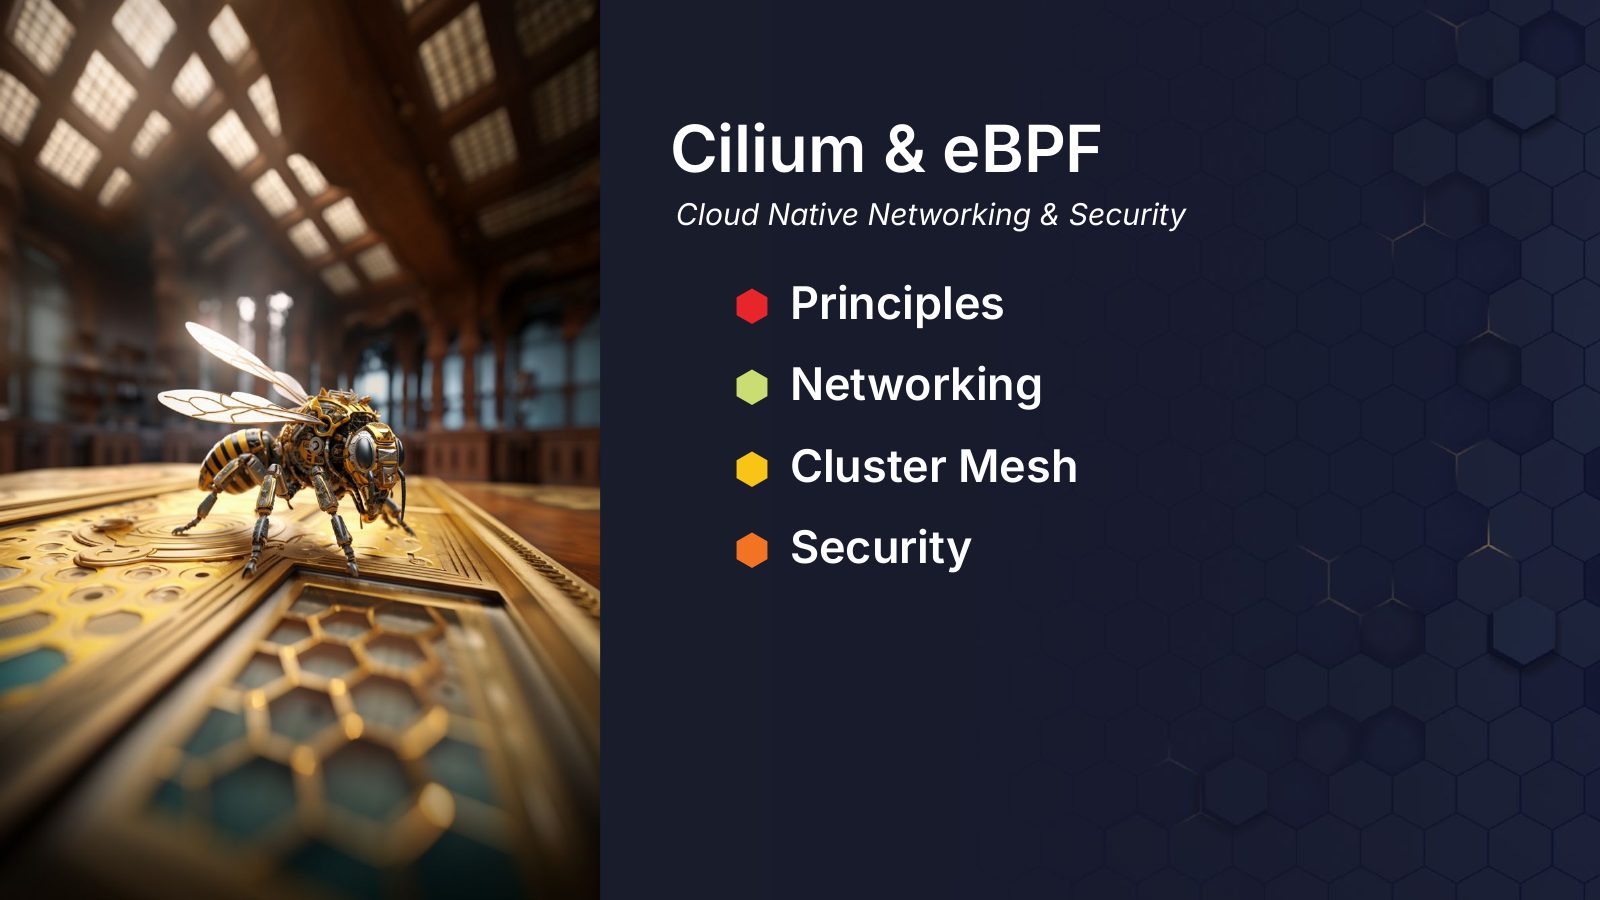 Cilium & eBPF
Cloud Native Networking & Security
Principles
Networking
Cluster Mesh
Security